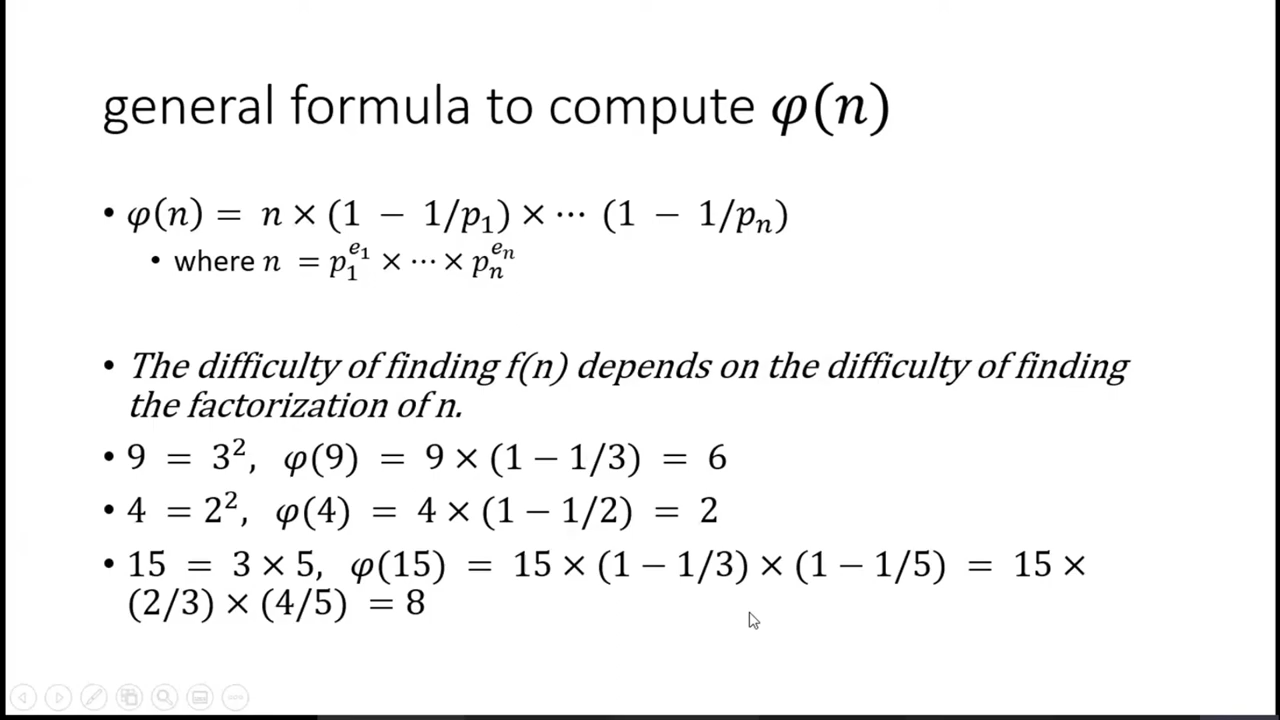 general formula to compute φ(n)
• φ(n) = n × (1 − 1/p₁) × ⋯ (1 − 1/pₙ)
• where n = p₁^{e₁} × ⋯ × pₙ^{eₙ}
• The difficulty of finding f(n) depends on the difficulty of finding
the factorization of n.
• 9 = 3², φ(9) = 9 × (1 − 1/3) = 6
• 4 = 2², φ(4) = 4 × (1 − 1/2) = 2
• 15 = 3 × 5, φ(15) = 15 × (1 − 1/3) × (1 − 1/5) = 15 ×
(2/3) × (4/5) = 8